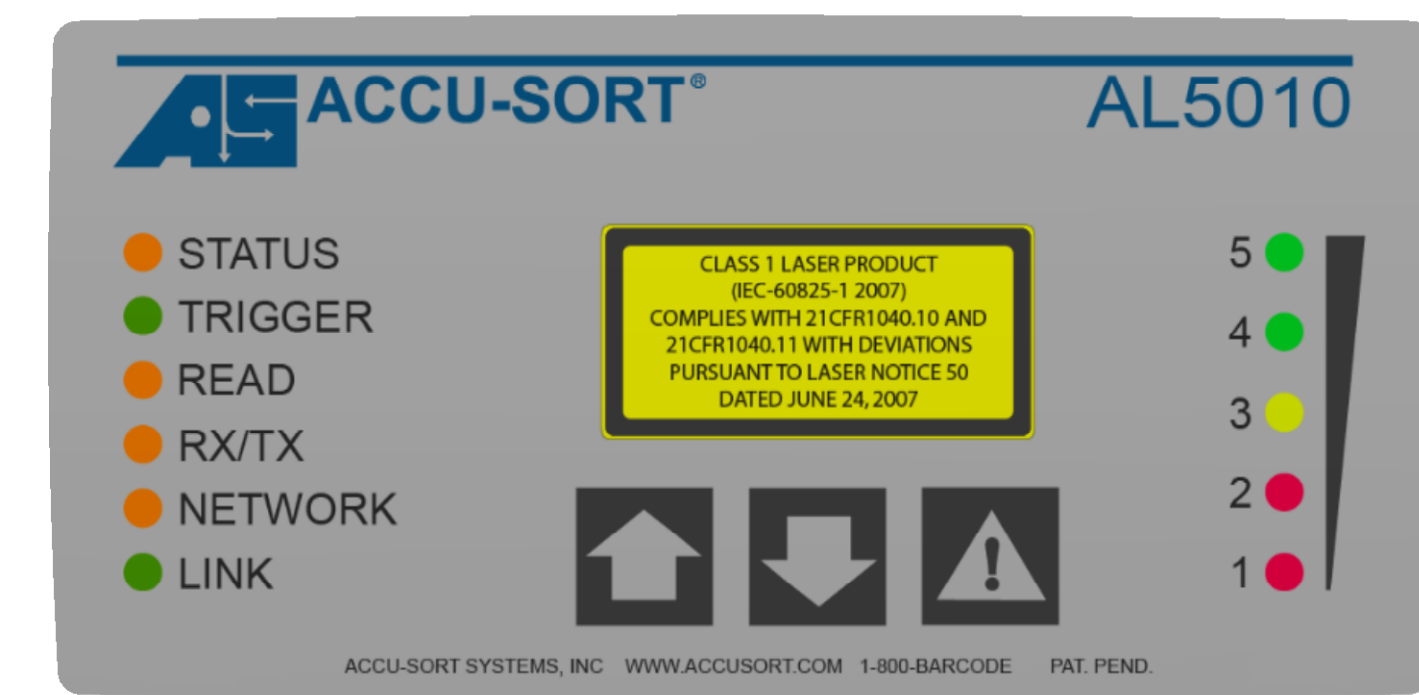 ACCU-SORT®
AL5010
STATUS
TRIGGER
READ
RX/TX
NETWORK
LINK
CLASS 1 LASER PRODUCT
(IEC-60825-1 2007)
COMPLIES WITH 21CFR1040.10 AND
21CFR1040.11 WITH DEVIATIONS
PURSUANT TO LASER NOTICE 50
DATED JUNE 24, 2007
!
5
4
3
2
1
ACCU-SORT SYSTEMS, INC WWW.ACCUSORT.COM 1-800-BARCODE PAT. PEND.